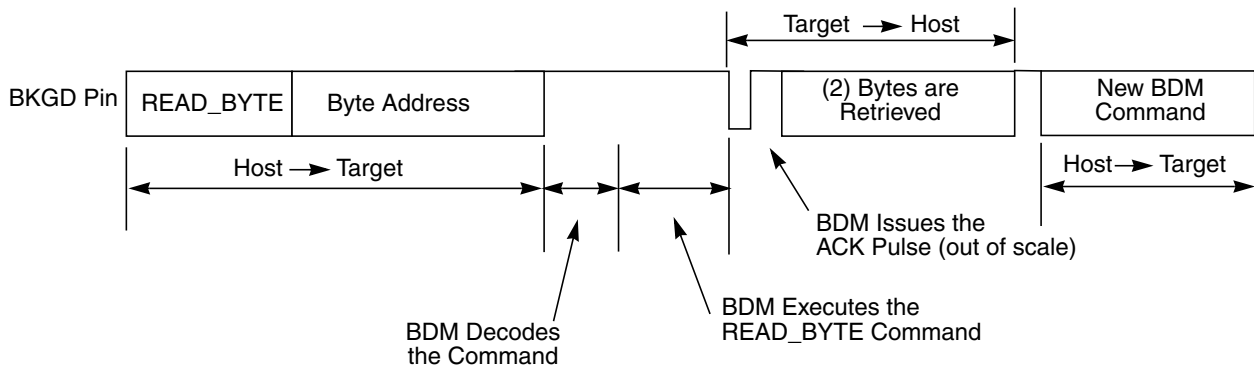 Target → Host
BKGD Pin
READ_BYTE
Byte Address
(2) Bytes are
Retrieved
New BDM
Command
Host → Target
Host → Target
BDM Issues the
ACK Pulse (out of scale)
BDM Decodes
the Command
BDM Executes the
READ_BYTE Command